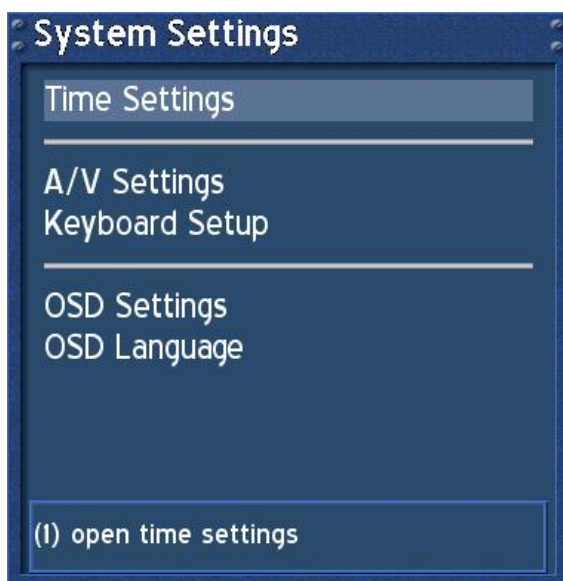 System Settings
Time Settings
A/V Settings
Keyboard Setup
OSD Settings
OSD Language
(1) open time settings